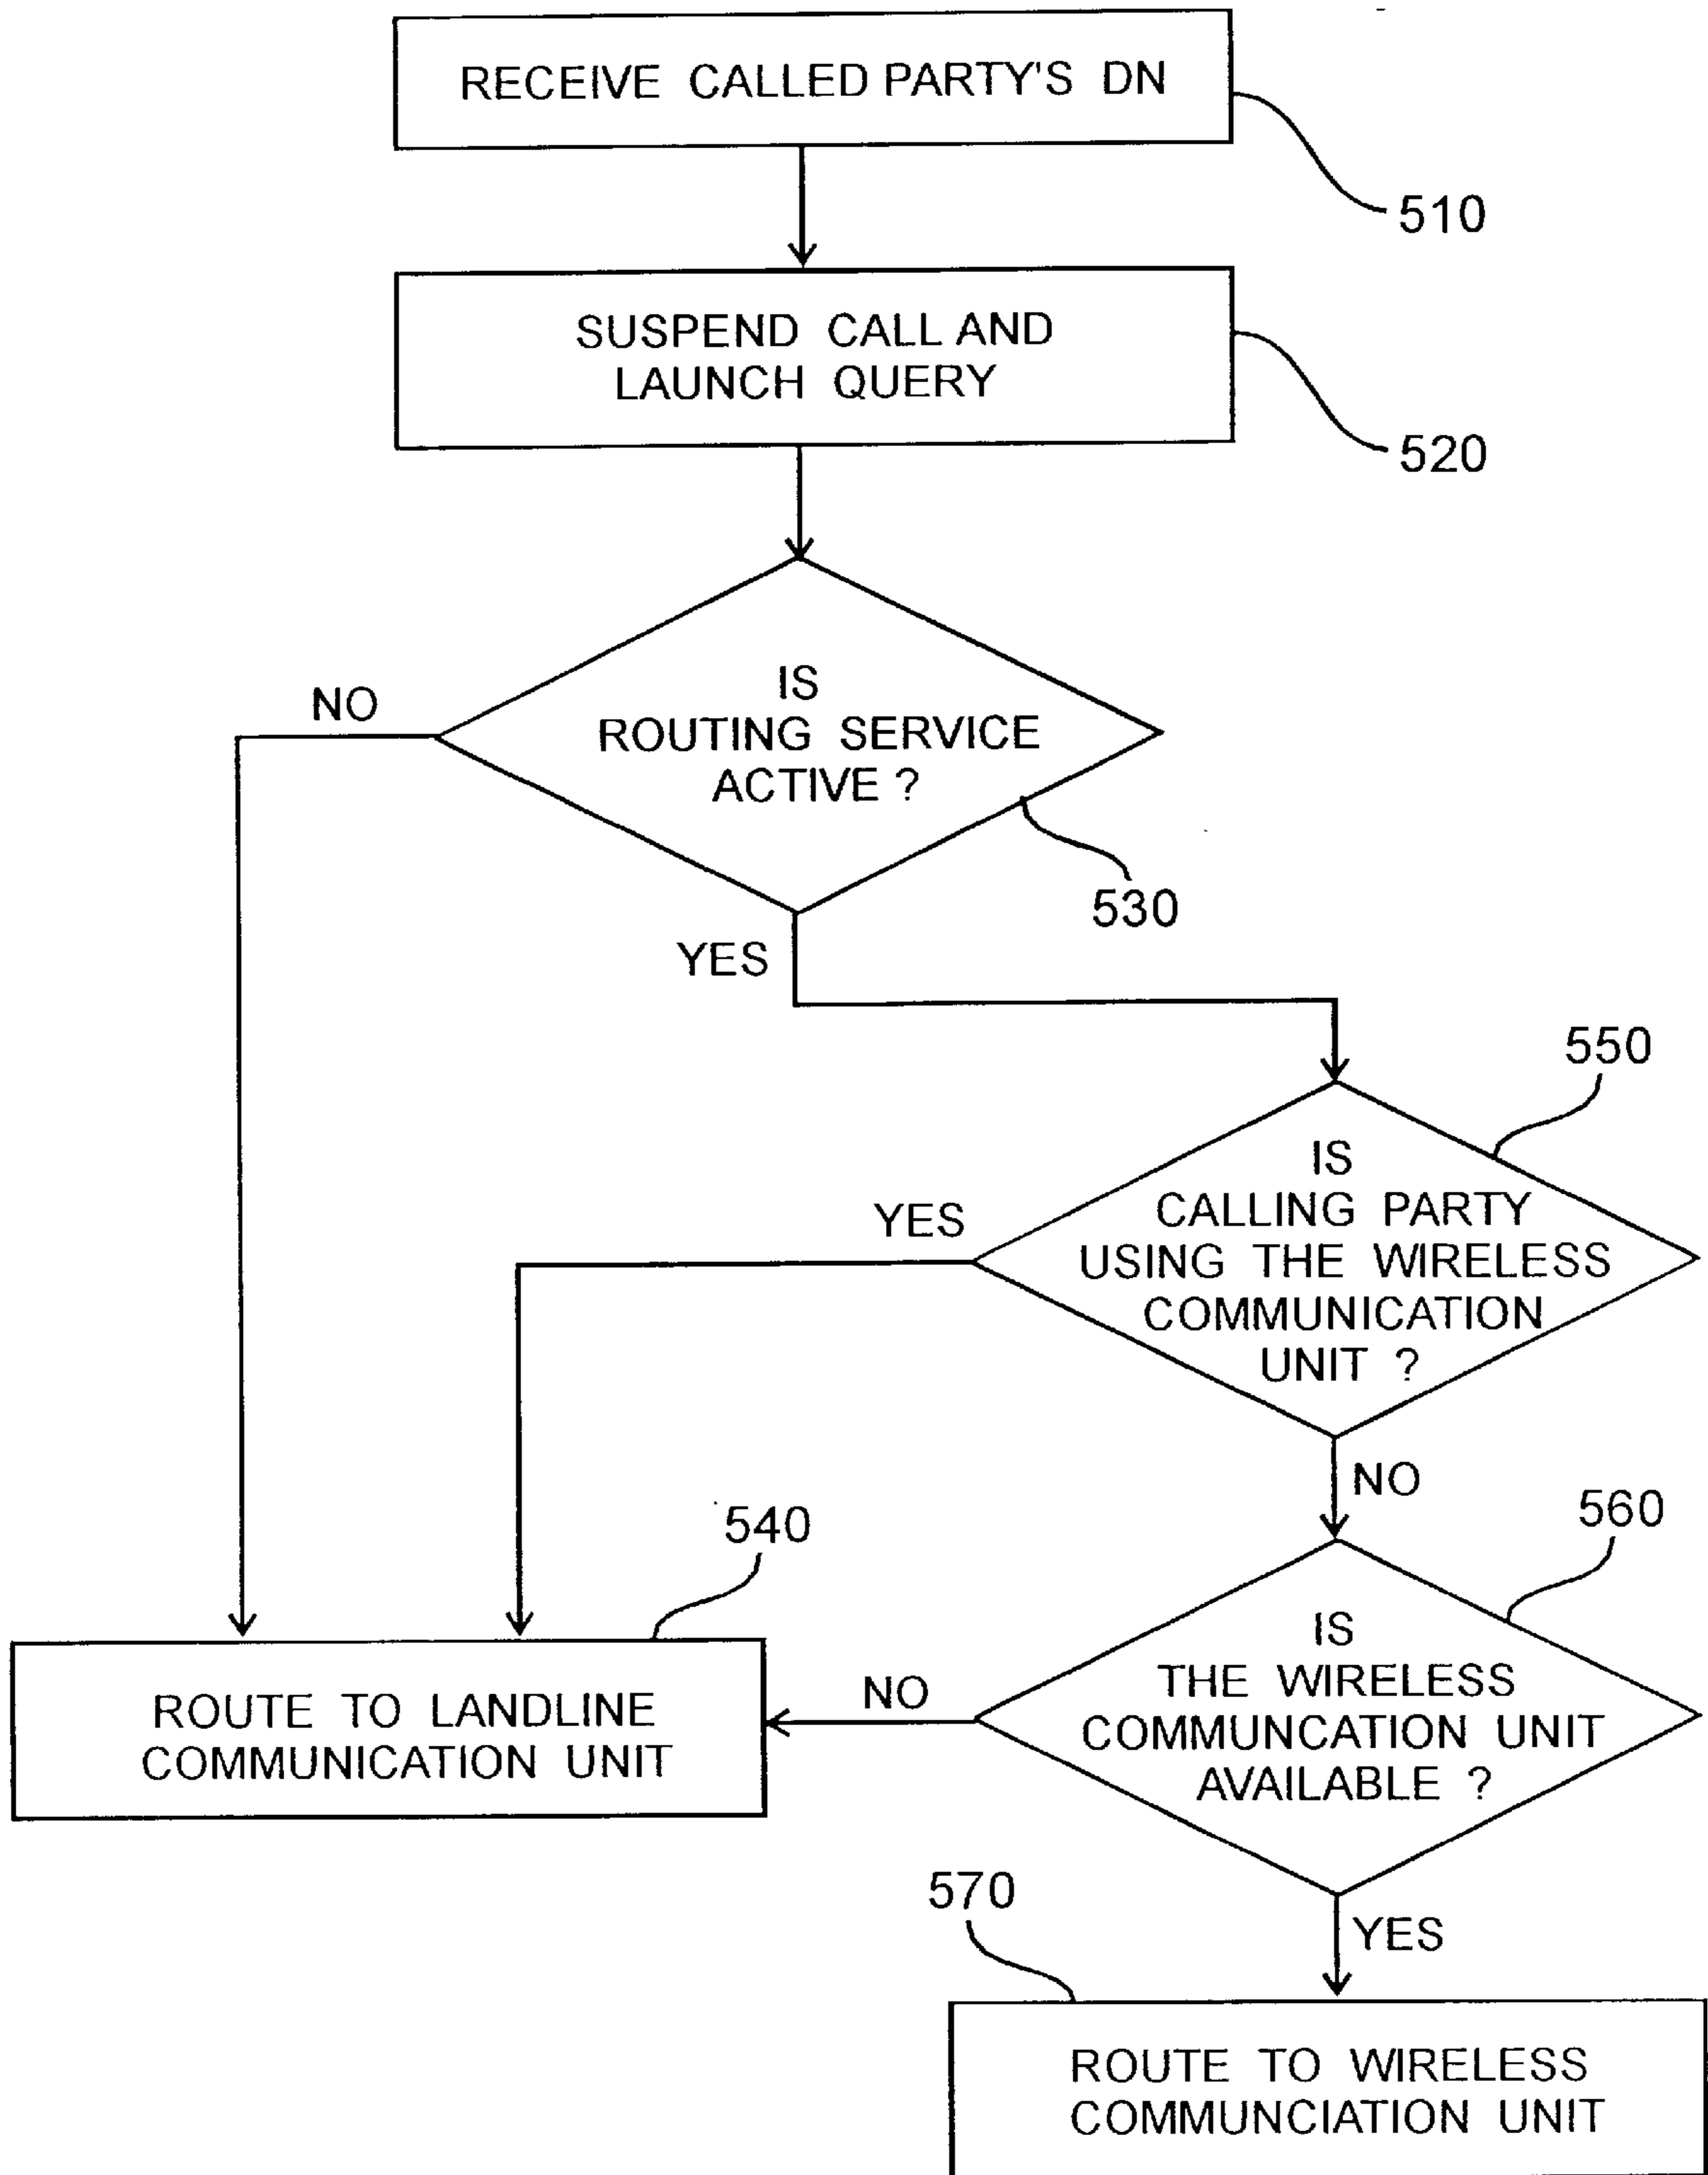 RECEIVE CALLED PARTY'S DN
510
SUSPEND CALL AND
LAUNCH QUERY
520
IS
ROUTING SERVICE
ACTIVE ?
NO
530
YES
550
IS
CALLING PARTY
USING THE WIRELESS
COMMUNICATION
UNIT ?
YES
NO
540
560
ROUTE TO LANDLINE
COMMUNICATION UNIT
NO
IS
THE WIRELESS
COMMUNCATION UNIT
AVAILABLE ?
570
YES
ROUTE TO WIRELESS
COMMUNCIATION UNIT